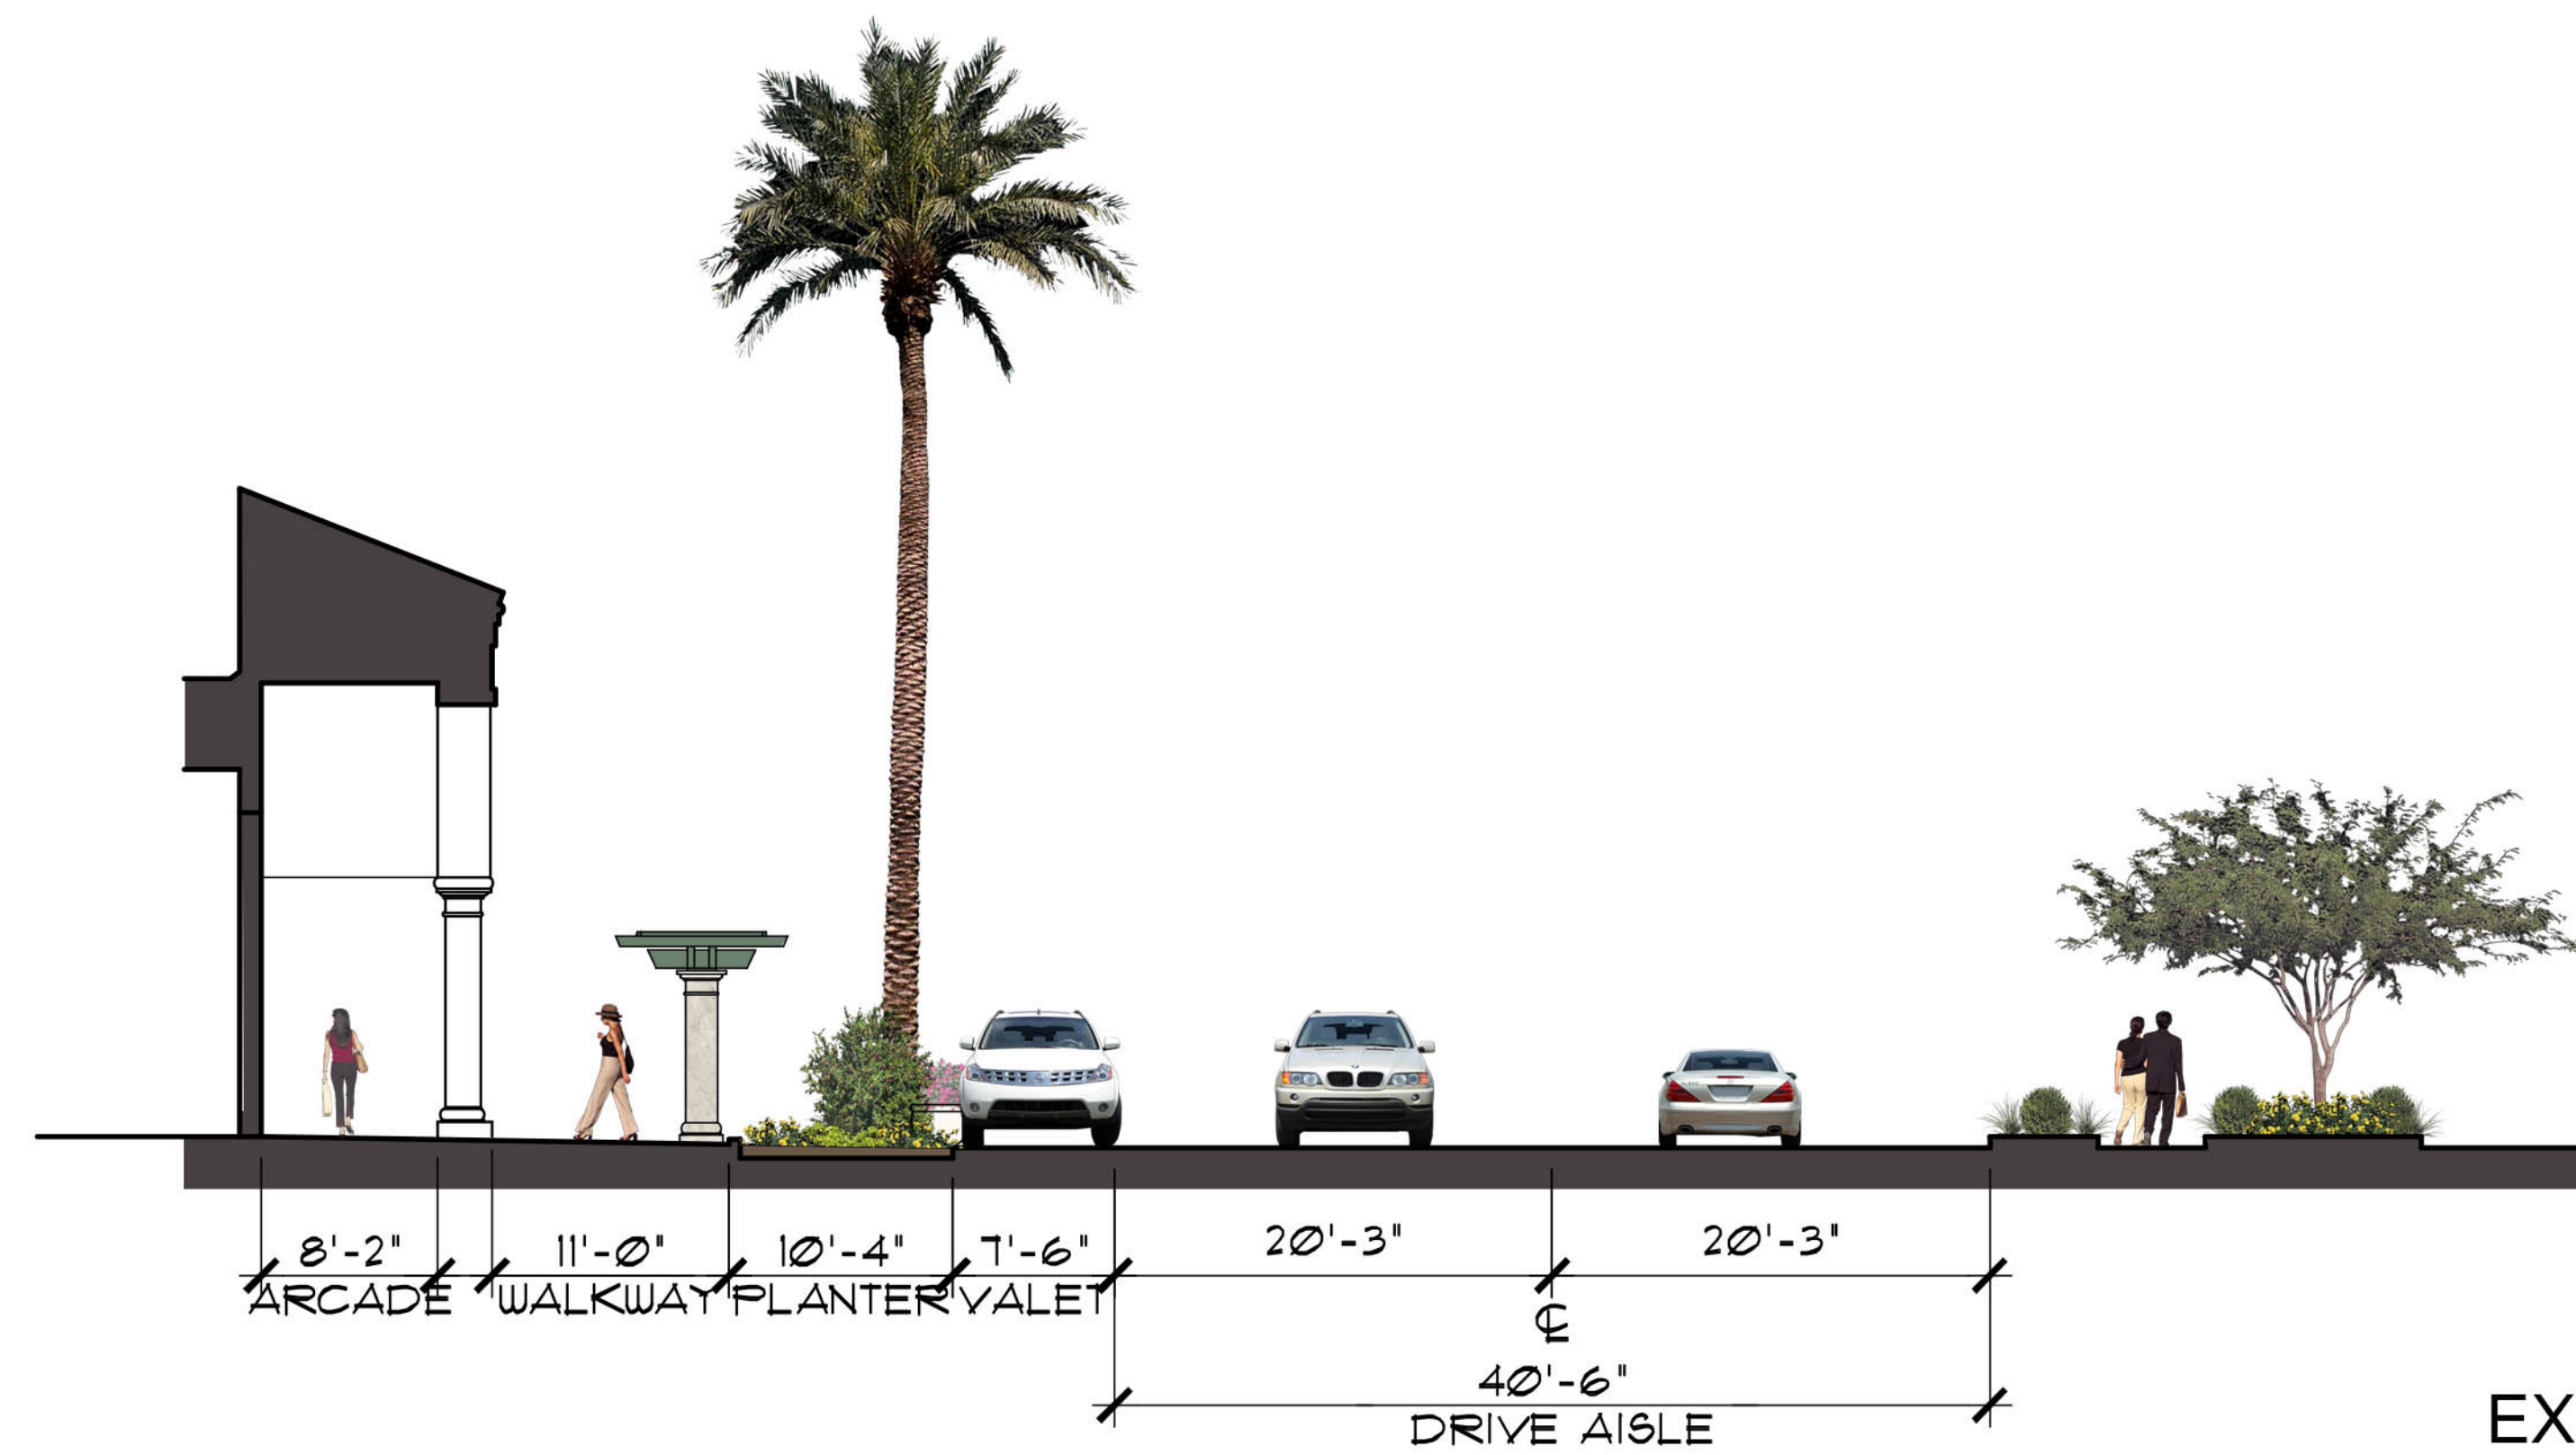 8'-2" 11'-0" 10'-4" 7'-6" 20'-3" 20'-3"
ARCADE WALKWAY PLANTER VALET
℄
40'-6"
DRIVE AISLE
EX